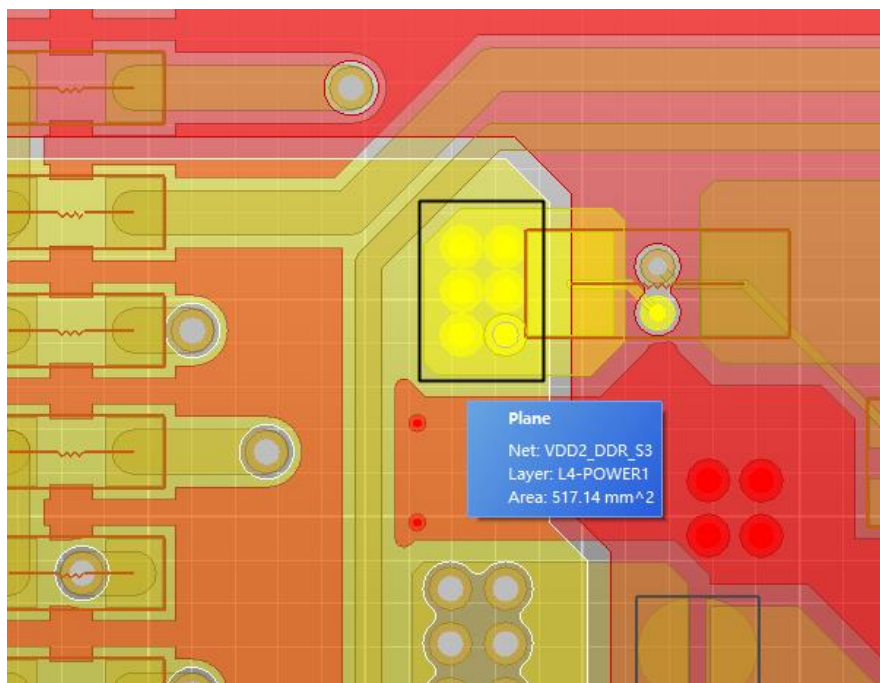 Plane
Net: VDD2_DDR_S3
Layer: L4-POWER1
Area: 517.14 mm^2